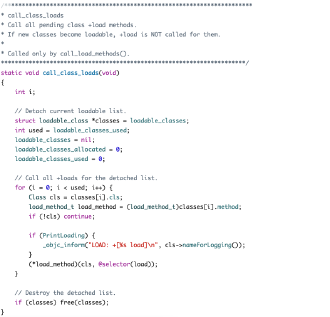 /***********************************************************************
* call_class_loads
* Call all pending class +load methods.
* If new classes become loadable, +load is NOT called for them.
*
* Called only by call_load_methods().
**********************************************************************/
static void call_class_loads(void)
{
    int i;

    // Detach current loadable list.
    struct loadable_class *classes = loadable_classes;
    int used = loadable_classes_used;
    loadable_classes = nil;
    loadable_classes_allocated = 0;
    loadable_classes_used = 0;

    // Call all +loads for the detached list.
    for (i = 0; i < used; i++) {
        Class cls = classes[i].cls;
        load_method_t load_method = (load_method_t)classes[i].method;
        if (!cls) continue;

        if (PrintLoading) {
            _objc_inform("LOAD: +[%s load]\n", cls->nameForLogging());
        }
        (*load_method)(cls, @selector(load));
    }

    // Destroy the detached list.
    if (classes) free(classes);
}